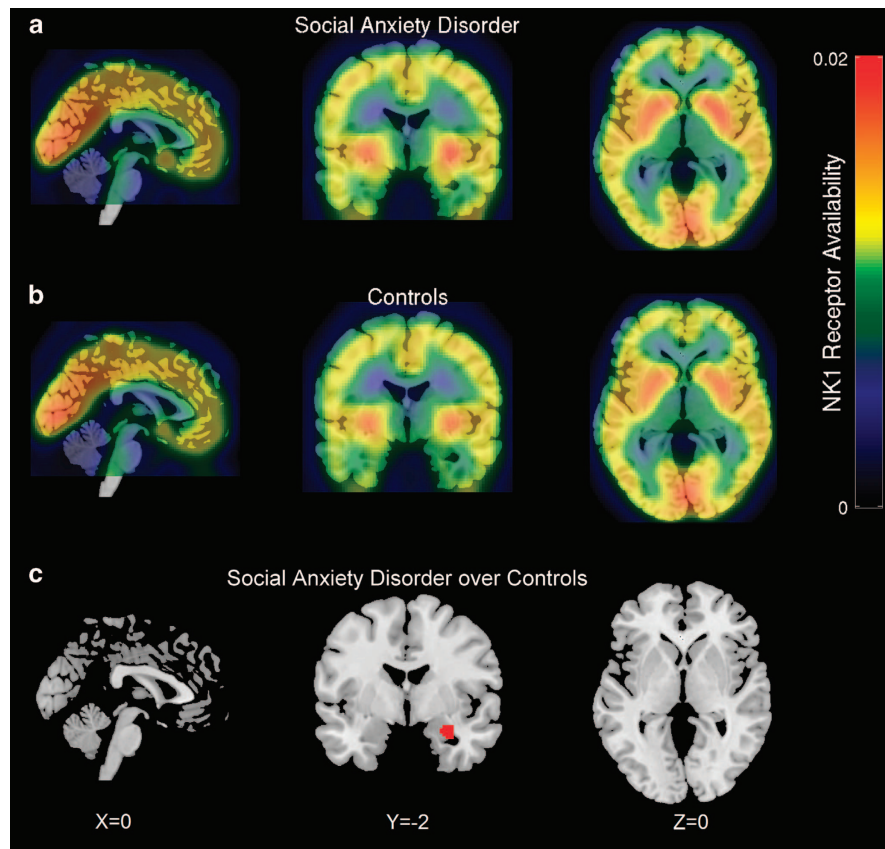 a
Social Anxiety Disorder
0.02
NK1 Receptor Availability
0
b
Controls
c
Social Anxiety Disorder over Controls
X=0
Y=-2
Z=0